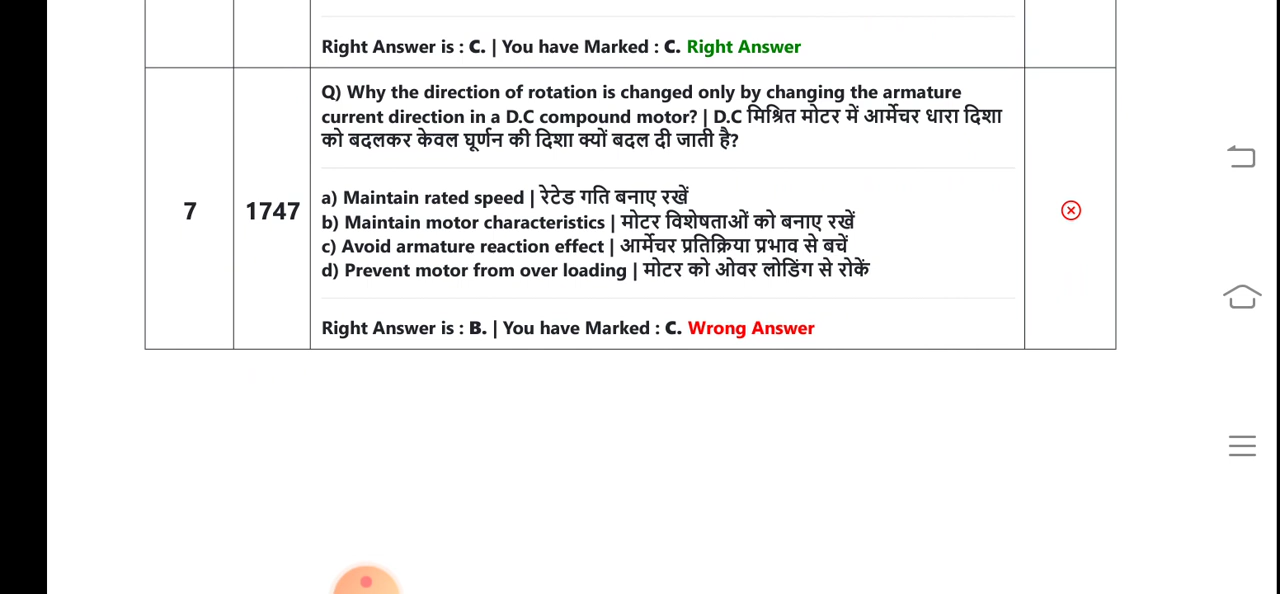 Right Answer is : C. | You have Marked : C. Right Answer
7
1747
Q) Why the direction of rotation is changed only by changing the armature
current direction in a D.C compound motor? | D.C मिश्रित मोटर में आर्मेचर धारा दिशा
को बदलकर केवल घूर्णन की दिशा क्यों बदल दी जाती है?
a) Maintain rated speed | रेटेड गति बनाए रखें
b) Maintain motor characteristics | मोटर विशेषताओं को बनाए रखें
c) Avoid armature reaction effect | आर्मेचर प्रतिक्रिया प्रभाव से बचें
d) Prevent motor from over loading | मोटर को ओवर लोडिंग से रोकें
Right Answer is : B. | You have Marked : C. Wrong Answer